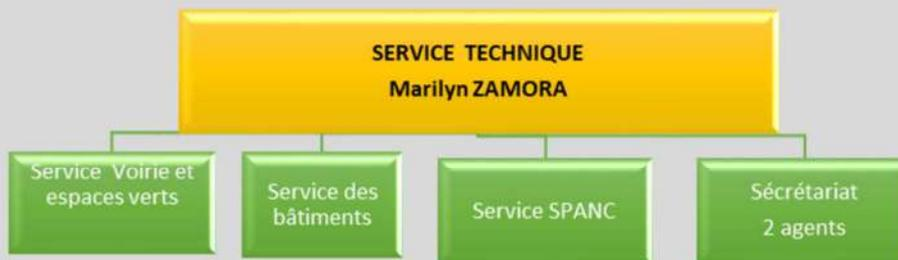 SERVICE TECHNIQUE
Marilyn ZAMORA
Service Voirie et
espaces verts
Service des
bâtiments
Service SPANC
Sécrétariat
2 agents